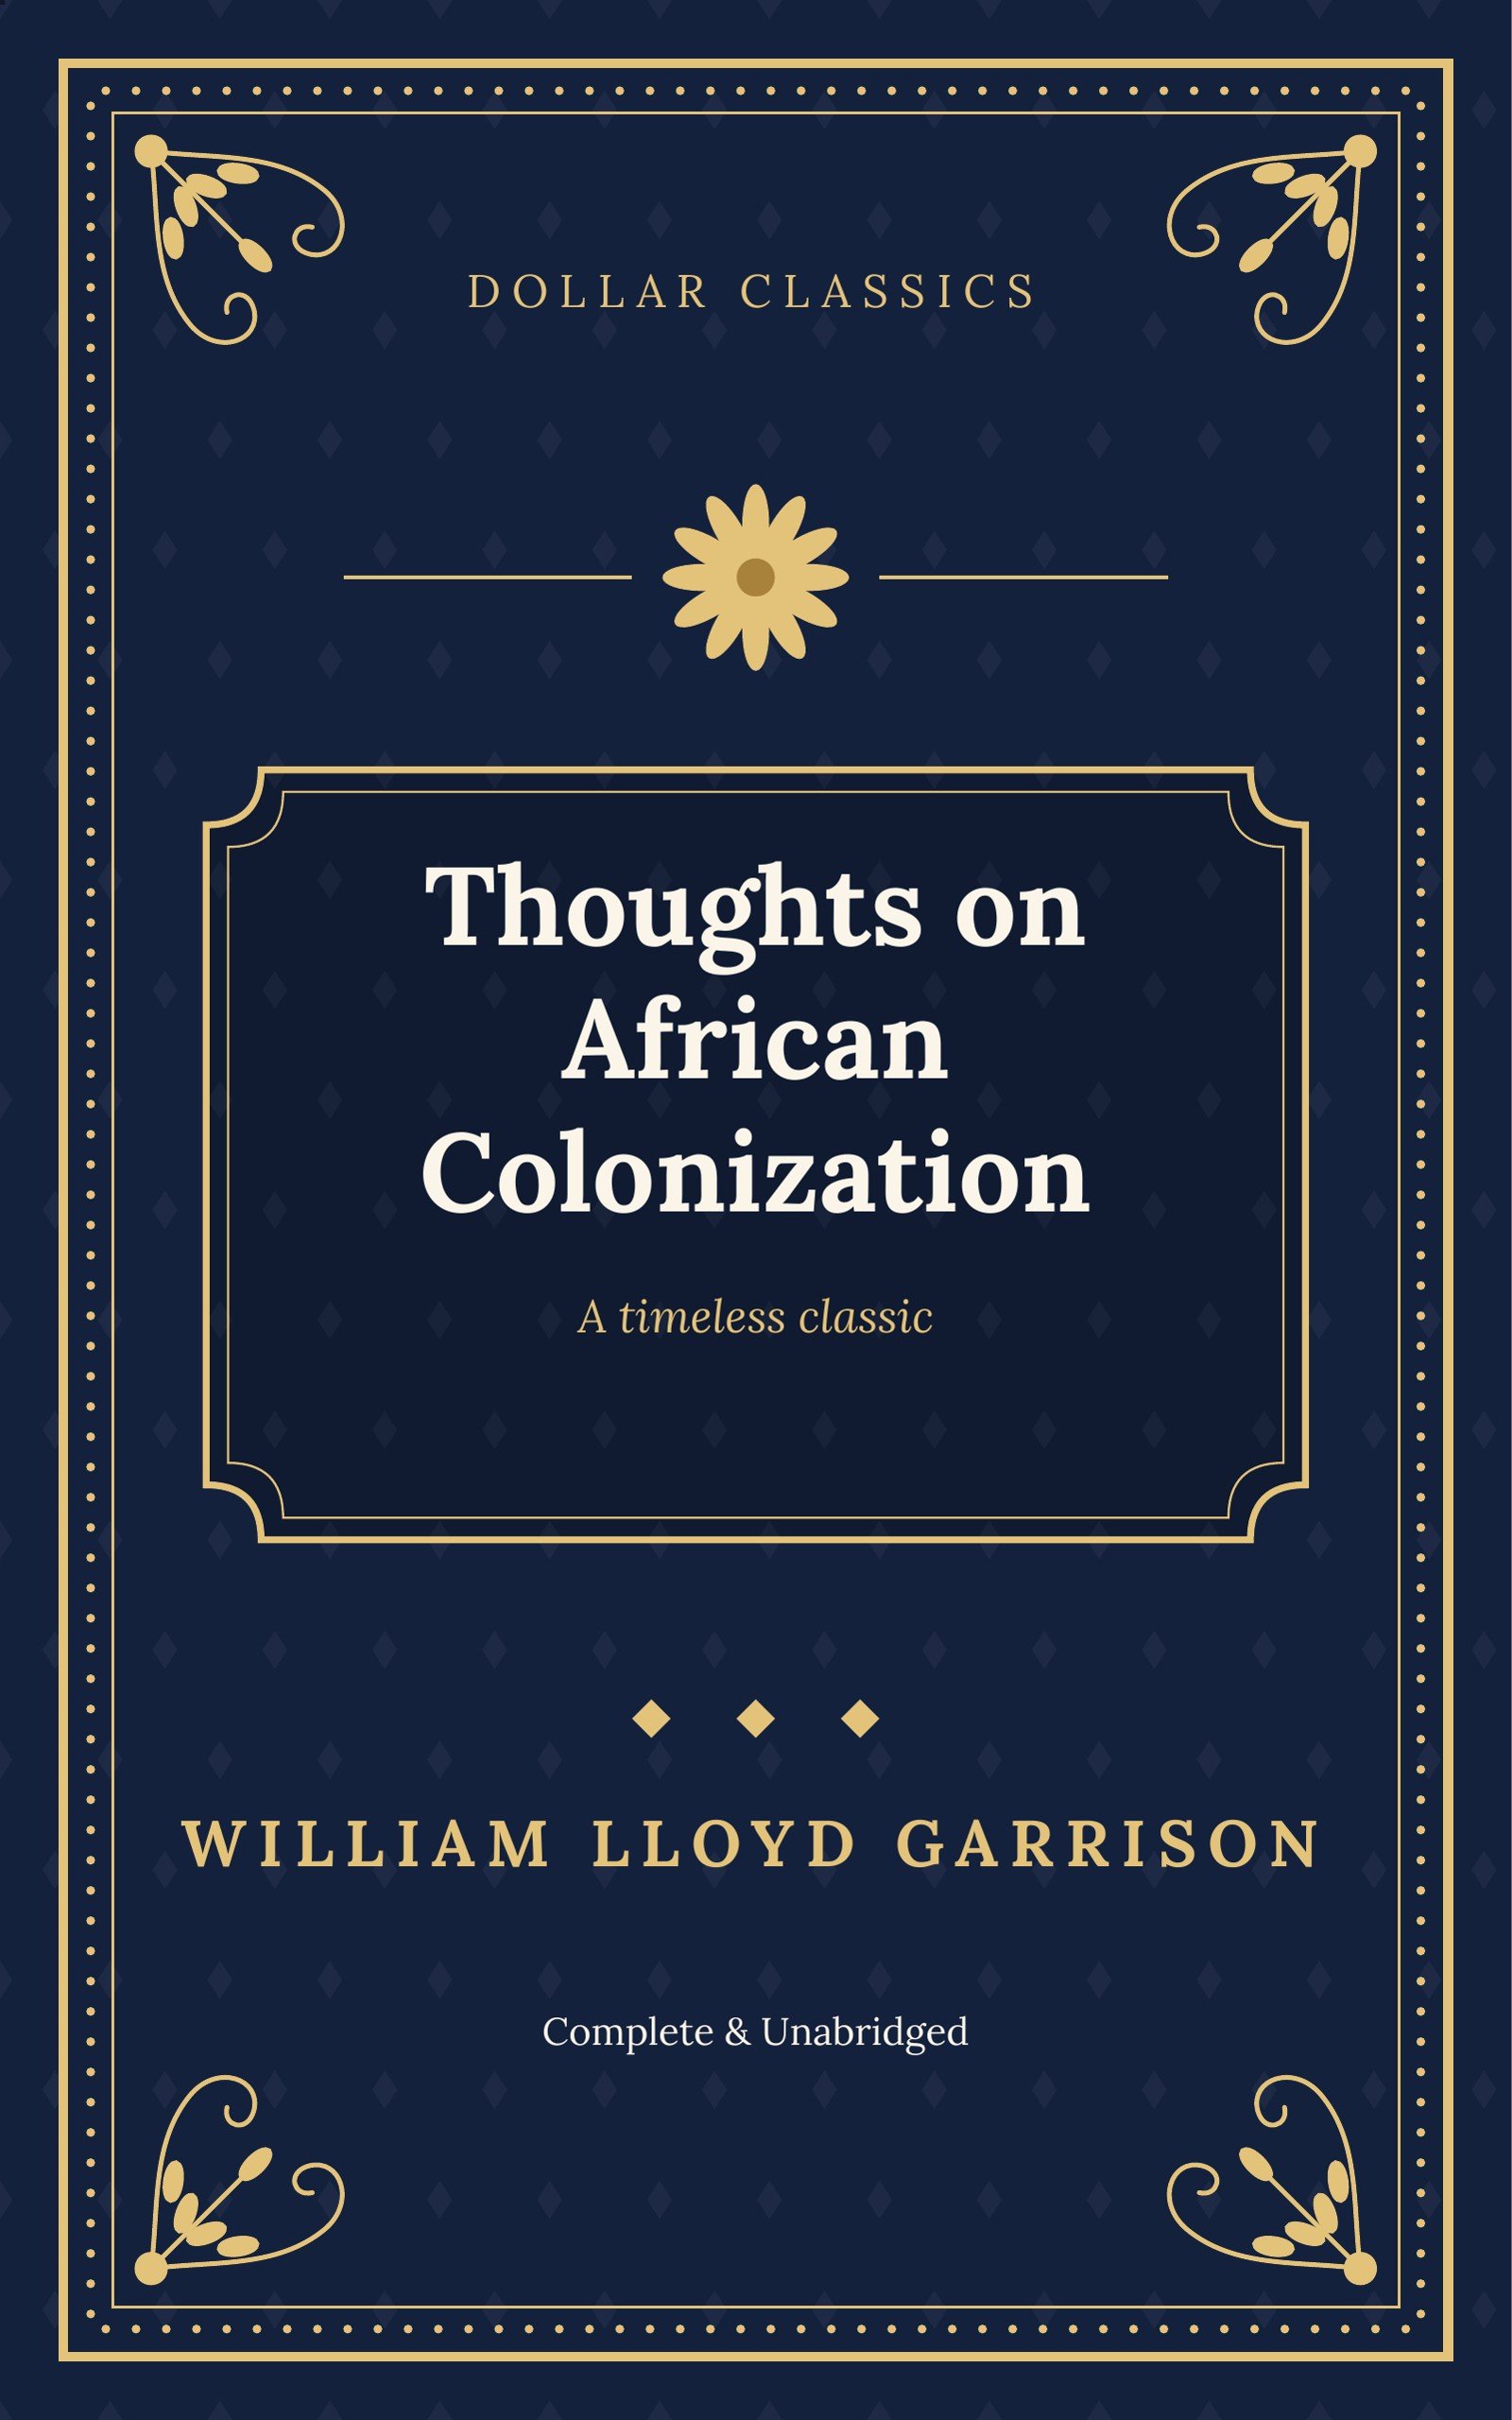 DOLLAR CLASSICS
Thoughts on
African
Colonization
A timeless classic
WILLIAM LLOYD GARRISON
Complete & Unabridged